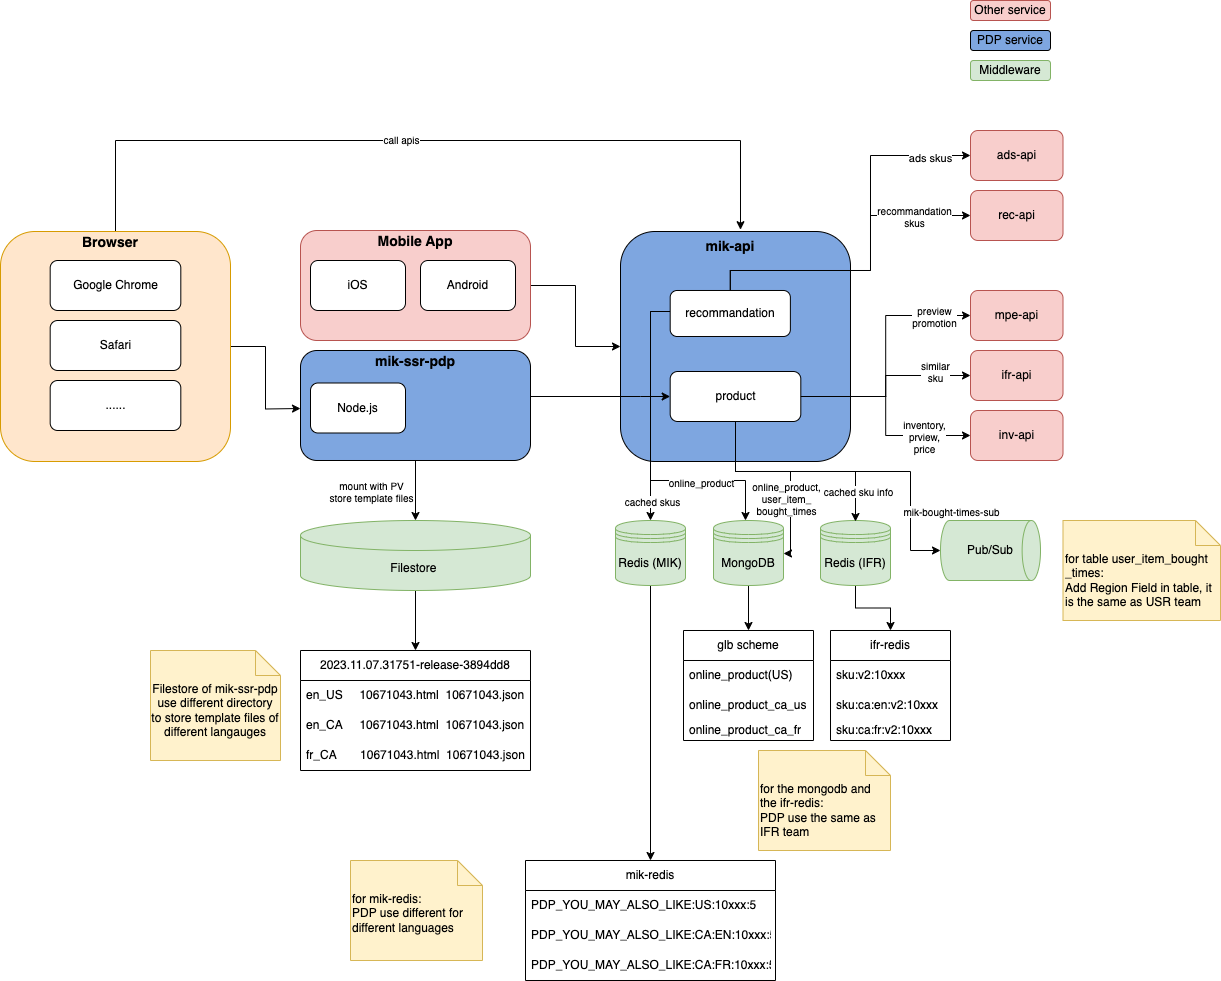 Other service
PDP service
Middleware
call apis
ads skus
ads-api
recommandation
skus
rec-api
Browser
Google Chrome
Safari
......
Mobile App
iOS
Android
mik-ssr-pdp
Node.js
mik-api
recommandation
product
preview
promotion
mpe-api
similar
sku
ifr-api
inventory,
prview,
price
inv-api
mount with PV
store template files
cached skus
online_product
online_product,
user_item_
bought_times
cached sku info
mik-bought-times-sub
Filestore
Redis (MIK)
MongoDB
Redis (IFR)
Pub/Sub
for table user_item_bought
_times:
Add Region Field in table, it
is the same as USR team
Filestore of mik-ssr-pdp
use different directory
to store template files of
different langauges
2023.11.07.31751-release-3894dd8
en_US 10671043.html 10671043.json
en_CA 10671043.html 10671043.json
fr_CA 10671043.html 10671043.json
glb scheme
online_product(US)
online_product_ca_us
online_product_ca_fr
ifr-redis
sku:v2:10xxx
sku:ca:en:v2:10xxx
sku:ca:fr:v2:10xxx
for the mongodb and
the ifr-redis:
PDP use the same as
IFR team
for mik-redis:
PDP use different for
different languages
mik-redis
PDP_YOU_MAY_ALSO_LIKE:US:10xxx:5
PDP_YOU_MAY_ALSO_LIKE:CA:EN:10xxx:
PDP_YOU_MAY_ALSO_LIKE:CA:FR:10xxx: